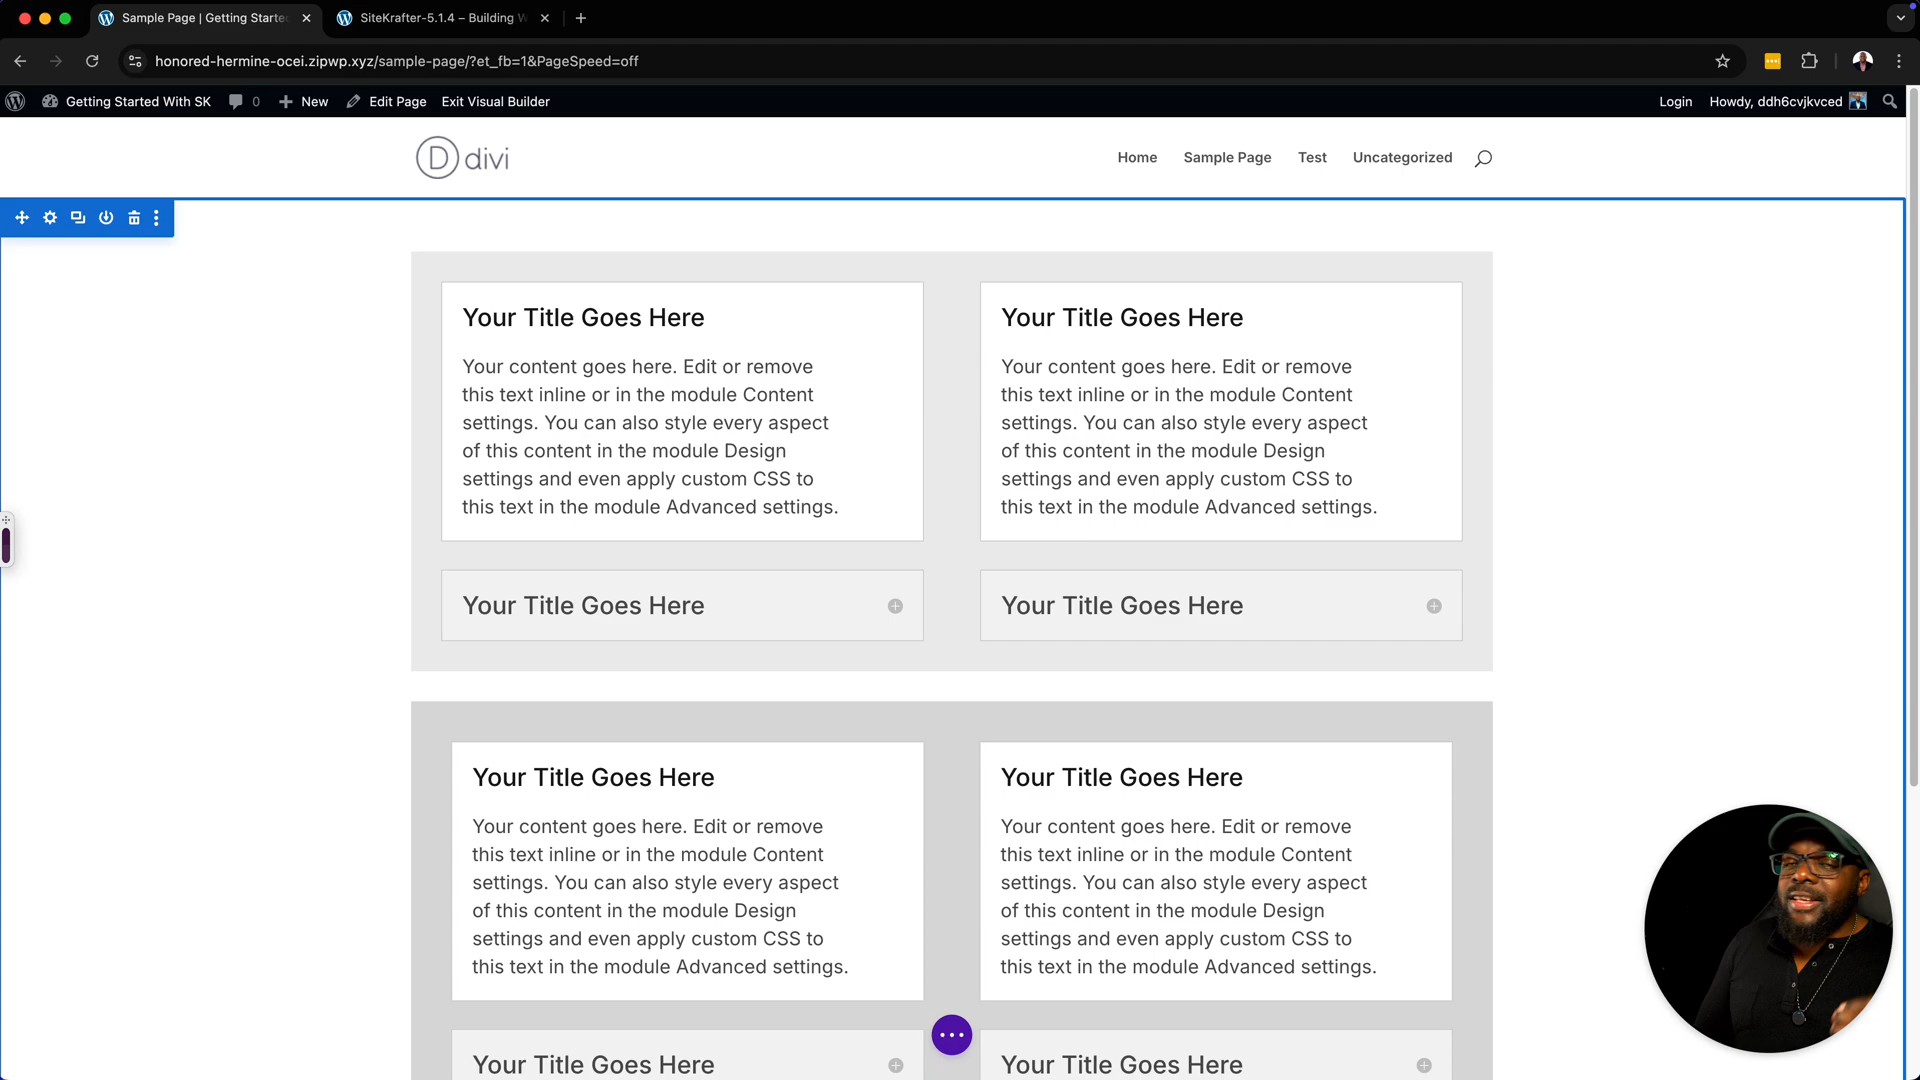 Sample Page | Getting Starte
SiteKrafter-5.1.4 – Building W
honored-hermine-ocei.zipwp.xyz/sample-page/?et_fb=1&PageSpeed=off
Getting Started With SK
0
New
Edit Page
Exit Visual Builder
Login
Howdy, ddh6cvjkvced
D divi
Home
Sample Page
Test
Uncategorized
Your Title Goes Here
Your content goes here. Edit or remove
this text inline or in the module Content
settings. You can also style every aspect
of this content in the module Design
settings and even apply custom CSS to
this text in the module Advanced settings.
Your Title Goes Here
Your content goes here. Edit or remove
this text inline or in the module Content
settings. You can also style every aspect
of this content in the module Design
settings and even apply custom CSS to
this text in the module Advanced settings.
Your Title Goes Here
Your Title Goes Here
Your Title Goes Here
Your content goes here. Edit or remove
this text inline or in the module Content
settings. You can also style every aspect
of this content in the module Design
settings and even apply custom CSS to
this text in the module Advanced settings.
Your Title Goes Here
Your content goes here. Edit or remove
this text inline or in the module Content
settings. You can also style every aspect
of this content in the module Design
settings and even apply custom CSS to
this text in the module Advanced settings.
Your Title Goes Here
Your Title Goes Here